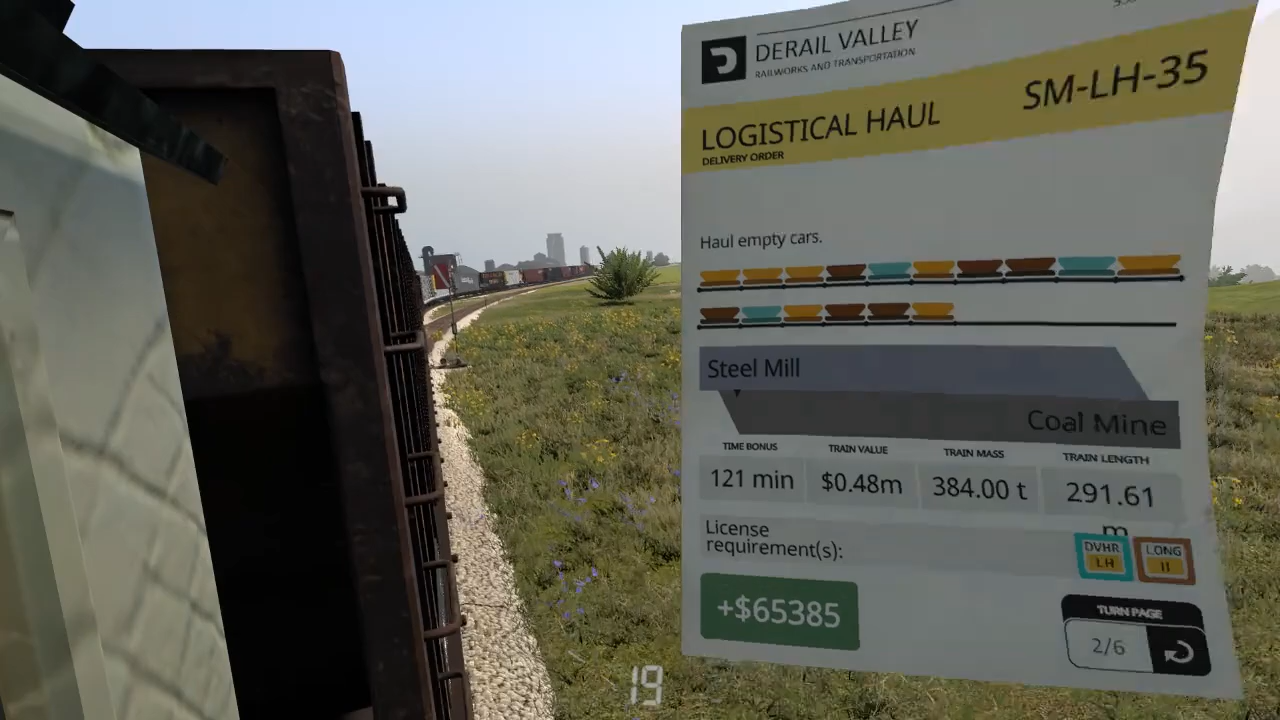 DERAIL VALLEY
RAILWORKS AND TRANSPORTATION
LOGISTICAL HAUL
SM-LH-35
DELIVERY ORDER
Haul empty cars.
Steel Mill
Coal Mine
TIME BONUS
TRAIN VALUE
TRAIN MASS
TRAIN LENGTH
121 min
$0.48m
384.00 t
291.61
m
License
requirement(s):
DVHR
LH
LONG
II
+$65385
TURN PAGE
2/6
19